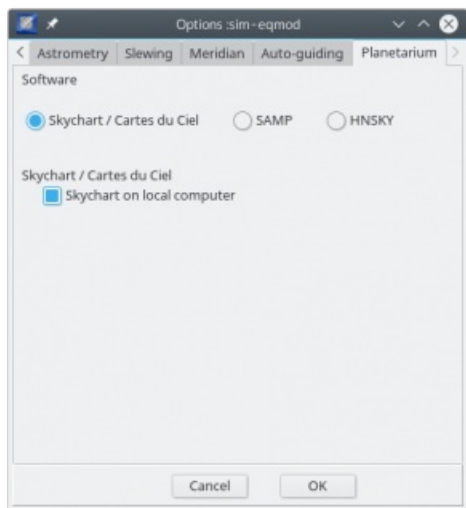 Options :sim-eqmod
Astrometry Slewing Meridian Auto-guiding Planetarium
Software
Skychart / Cartes du Ciel SAMP HNSKY
Skychart / Cartes du Ciel
Skychart on local computer
Cancel OK